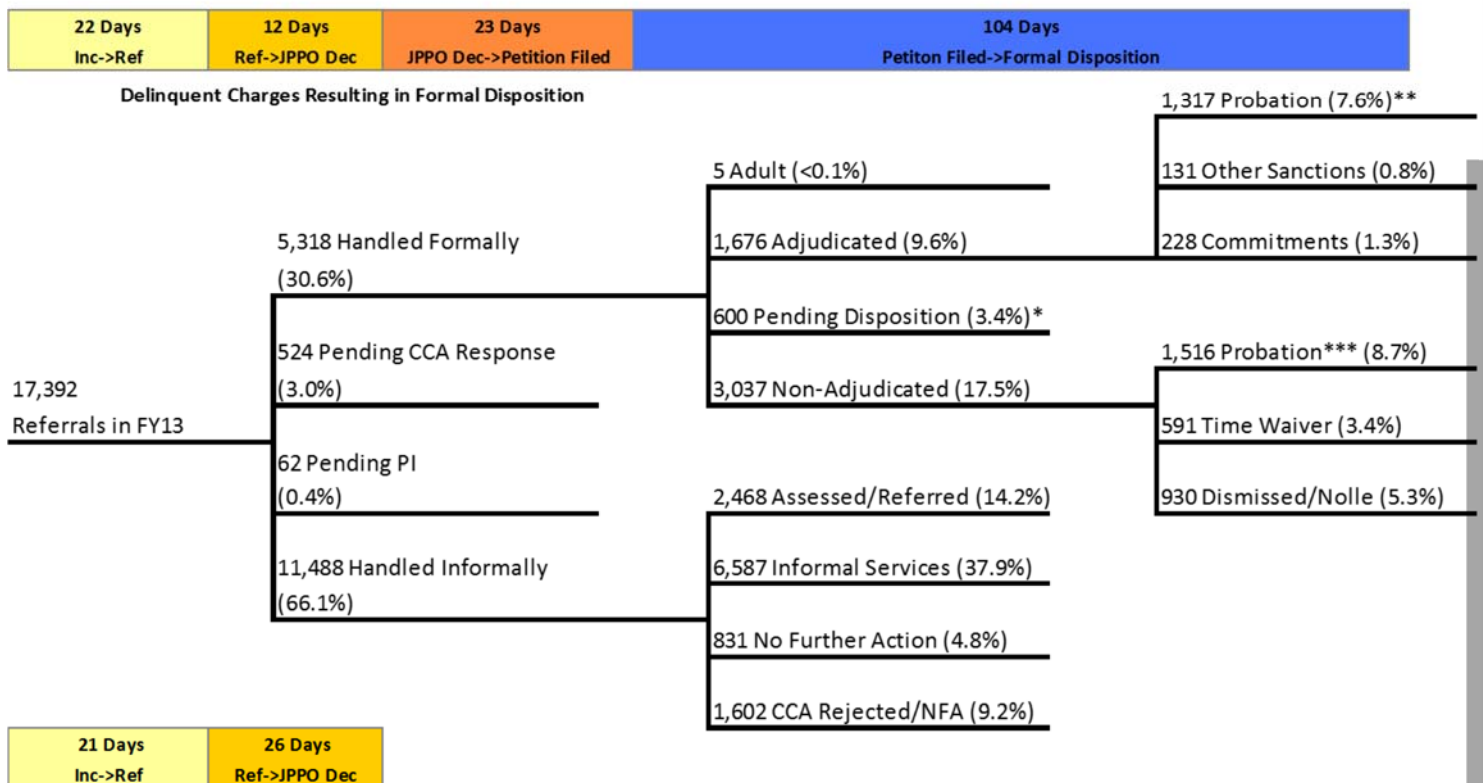 22 Days
Inc->Ref
12 Days
Ref->JPPO Dec
23 Days
JPPO Dec->Petition Filed
104 Days
Petiton Filed->Formal Disposition
Delinquent Charges Resulting in Formal Disposition
17,392
Referrals in FY13
5,318 Handled Formally
(30.6%)
524 Pending CCA Response
(3.0%)
62 Pending PI
(0.4%)
11,488 Handled Informally
(66.1%)
5 Adult (<0.1%)
1,676 Adjudicated (9.6%)
600 Pending Disposition (3.4%)*
3,037 Non-Adjudicated (17.5%)
2,468 Assessed/Referred (14.2%)
6,587 Informal Services (37.9%)
831 No Further Action (4.8%)
1,602 CCA Rejected/NFA (9.2%)
1,317 Probation (7.6%)**
131 Other Sanctions (0.8%)
228 Commitments (1.3%)
1,516 Probation*** (8.7%)
591 Time Waiver (3.4%)
930 Dismissed/Nolle (5.3%)
21 Days
Inc->Ref
26 Days
Ref->JPPO Dec